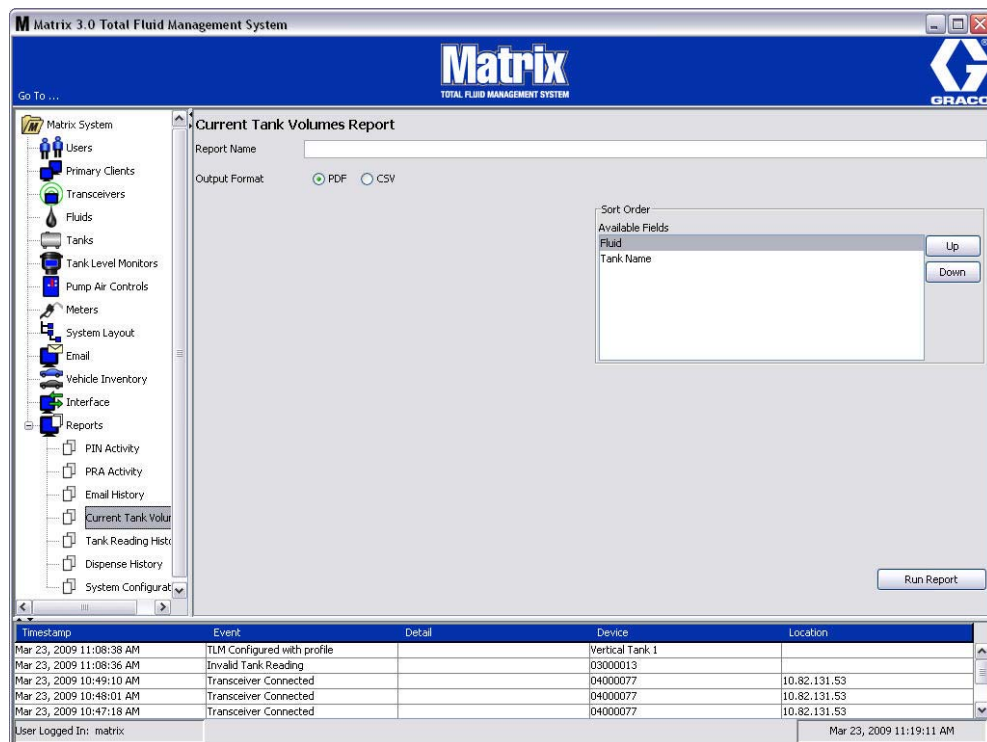 M Matrix 3.0 Total Fluid Management System
Matrix
TOTAL FLUID MANAGEMENT SYSTEM
GRACO
Go To ...
Matrix System
Users
Primary Clients
Transceivers
Fluids
Tanks
Tank Level Monitors
Pump Air Controls
Meters
System Layout
Email
Vehicle Inventory
Interface
Reports
PIN Activity
PRA Activity
Email History
Current Tank Volu
Tank Reading Histo
Dispense History
System Configurat
Current Tank Volumes Report
Report Name
Output Format PDF CSV
Sort Order
Available Fields
Fluid
Tank Name
Up
Down
Run Report
Timestamp Event Detail Device Location
Mar 23, 2009 11:08:38 AM TLM Configured with profile Vertical Tank 1
Mar 23, 2009 11:08:36 AM Invalid Tank Reading 03000013
Mar 23, 2009 10:49:10 AM Transceiver Connected 04000077 10.82.131.53
Mar 23, 2009 10:48:01 AM Transceiver Connected 04000077 10.82.131.53
Mar 23, 2009 10:47:18 AM Transceiver Connected 04000077 10.82.131.53
User Logged In: matrix Mar 23, 2009 11:19:11 AM